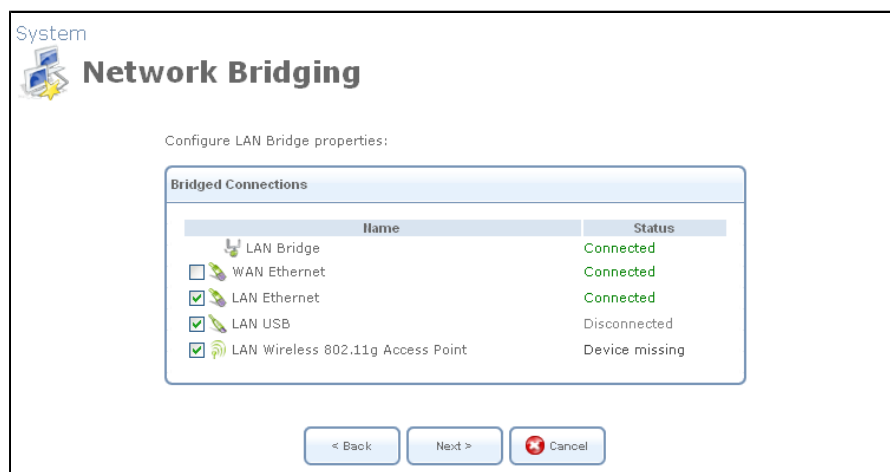 System
Network Bridging
Configure LAN Bridge properties:
Bridged Connections
Name Status
LAN Bridge Connected
WAN Ethernet Connected
LAN Ethernet Connected
LAN USB Disconnected
LAN Wireless 802.11g Access Point Device missing
< Back Next > Cancel